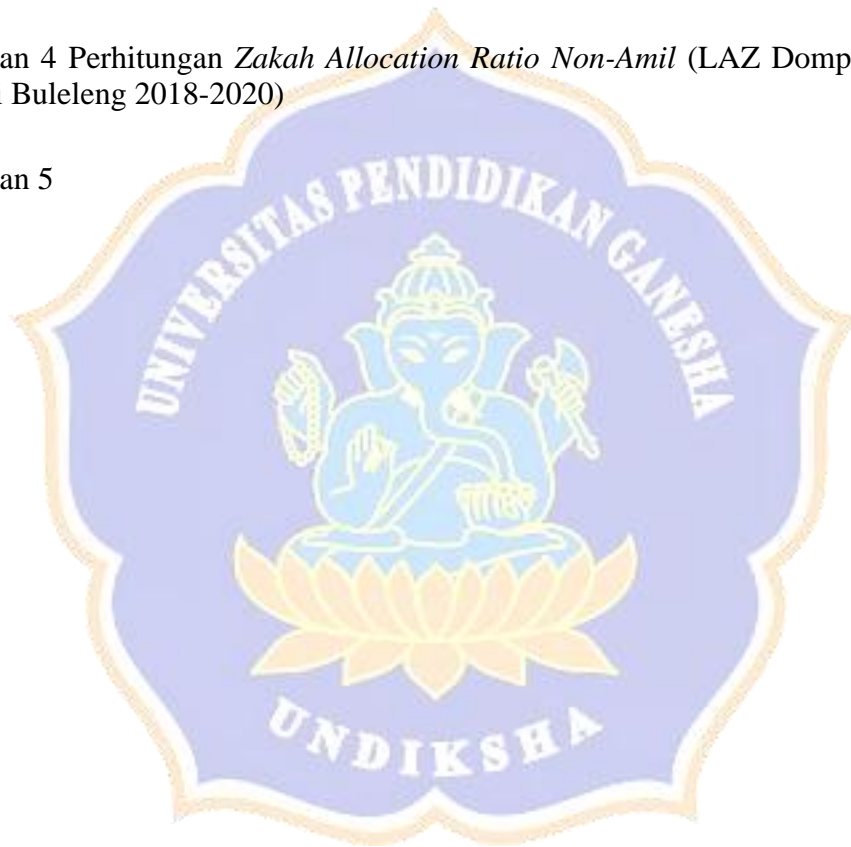 an 4 Perhitungan Zakah Allocation Ratio Non-Amil (LAZ Domp
i Buleleng 2018-2020)
an 5
UNIVERSITAS PENDIDIKAN GANESHA
UNDIKSHA